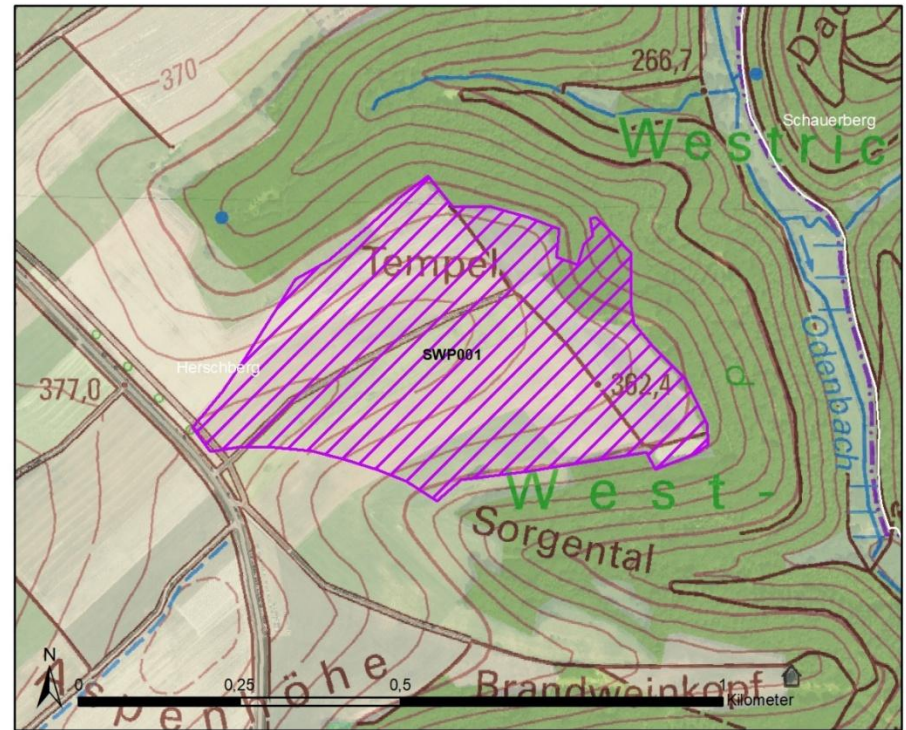 370
266,7
Schauerberg
Westric
Tempel
SWP001
Herschberg
377,0
362,4
Odenbach
West-
Sorgental
N
0 0,25 0,5 1 Kilometer
Brandweinkopf